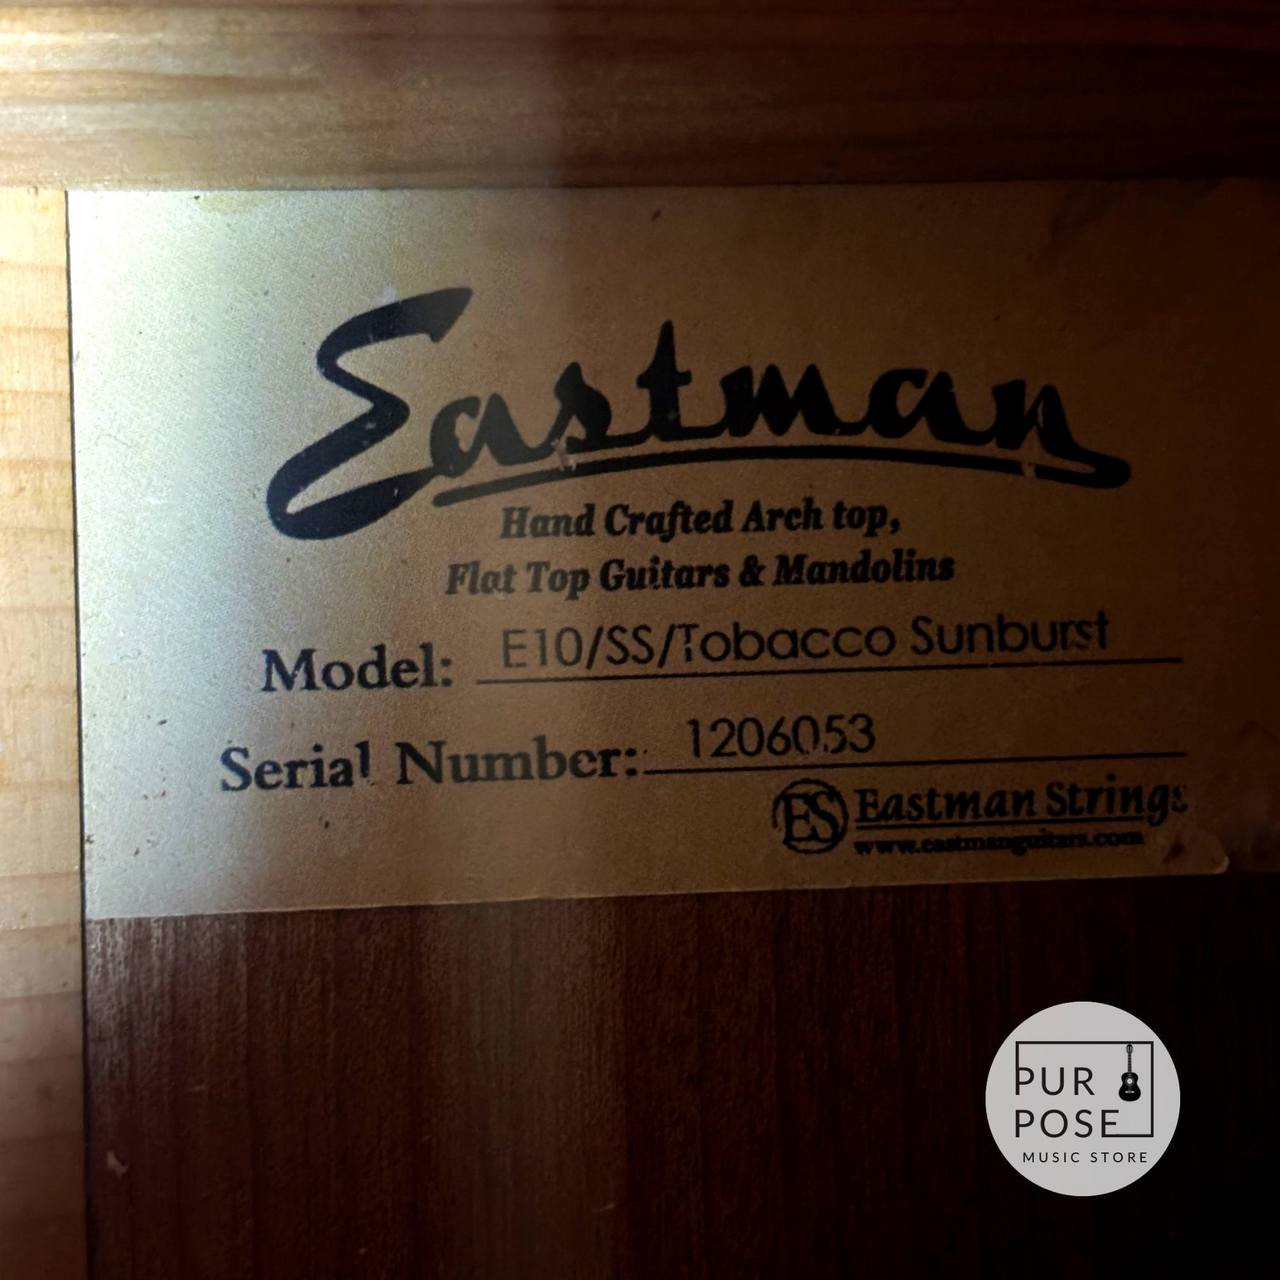 Eastman
Hand Crafted Arch top,
Flat Top Guitars & Mandolins
Model: E10/SS/Tobacco Sunburst
Serial Number: 1206053
ES Eastman Strings
www.eastmanguitars.com
PUR
POSE
MUSIC STORE